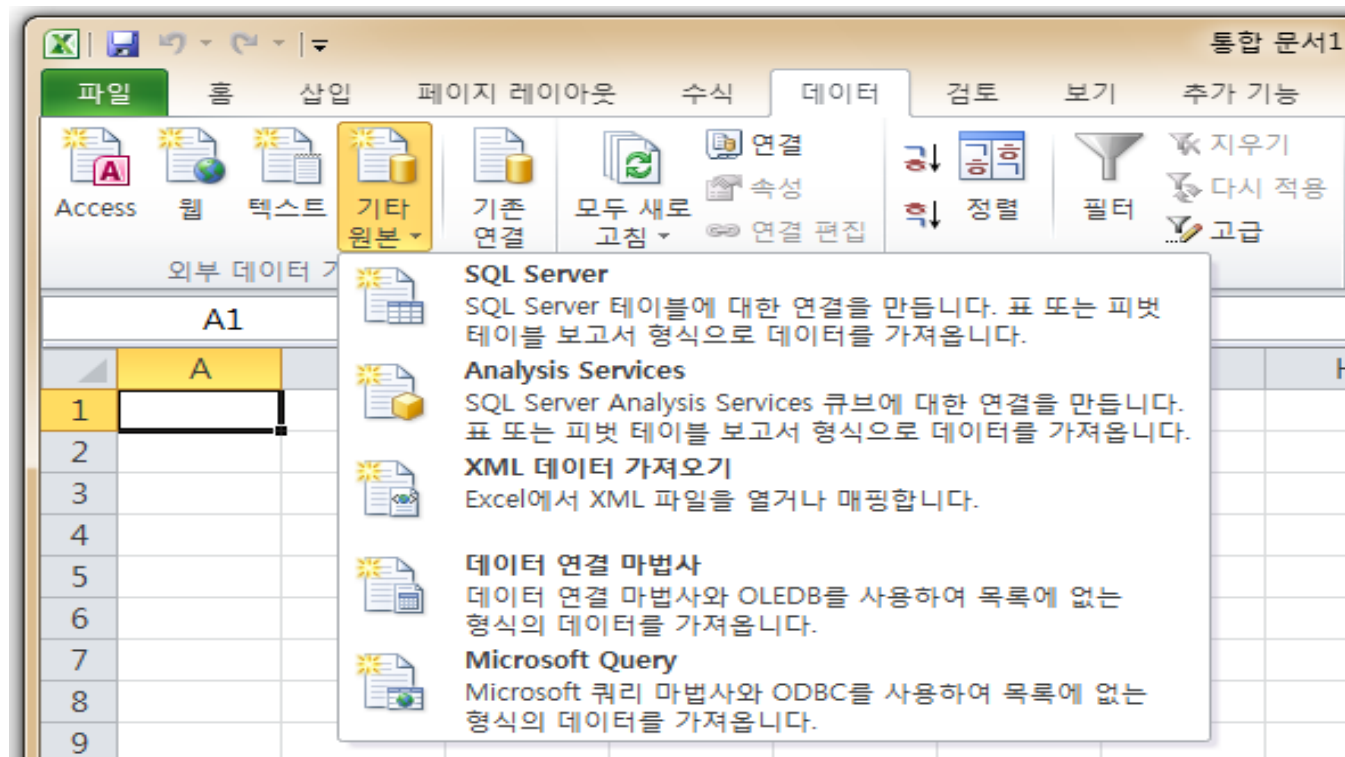 통합 문서1
파일 홈 삽입 페이지 레이아웃 수식 데이터 검토 보기 추가 기능
Access 웹 텍스트 기타 원본 기존 연결 모두 새로 고침 연결 속성 연결 편집 정렬 필터 지우기 다시 적용 고급
외부 데이터
A1
A
SQL Server
SQL Server 테이블에 대한 연결을 만듭니다. 표 또는 피벗
테이블 보고서 형식으로 데이터를 가져옵니다.
Analysis Services
SQL Server Analysis Services 큐브에 대한 연결을 만듭니다.
표 또는 피벗 테이블 보고서 형식으로 데이터를 가져옵니다.
XML 데이터 가져오기
Excel에서 XML 파일을 열거나 매핑합니다.
데이터 연결 마법사
데이터 연결 마법사와 OLEDB를 사용하여 목록에 없는
형식의 데이터를 가져옵니다.
Microsoft Query
Microsoft 쿼리 마법사와 ODBC를 사용하여 목록에 없는
형식의 데이터를 가져옵니다.
1
2
3
4
5
6
7
8
9